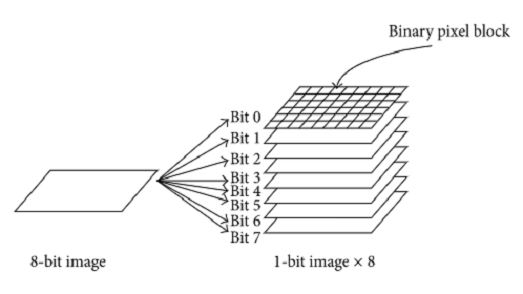 Binary pixel block
Bit 0
Bit 1
Bit 2
Bit 3
Bit 4
Bit 5
Bit 6
Bit 7
8-bit image
1-bit image × 8